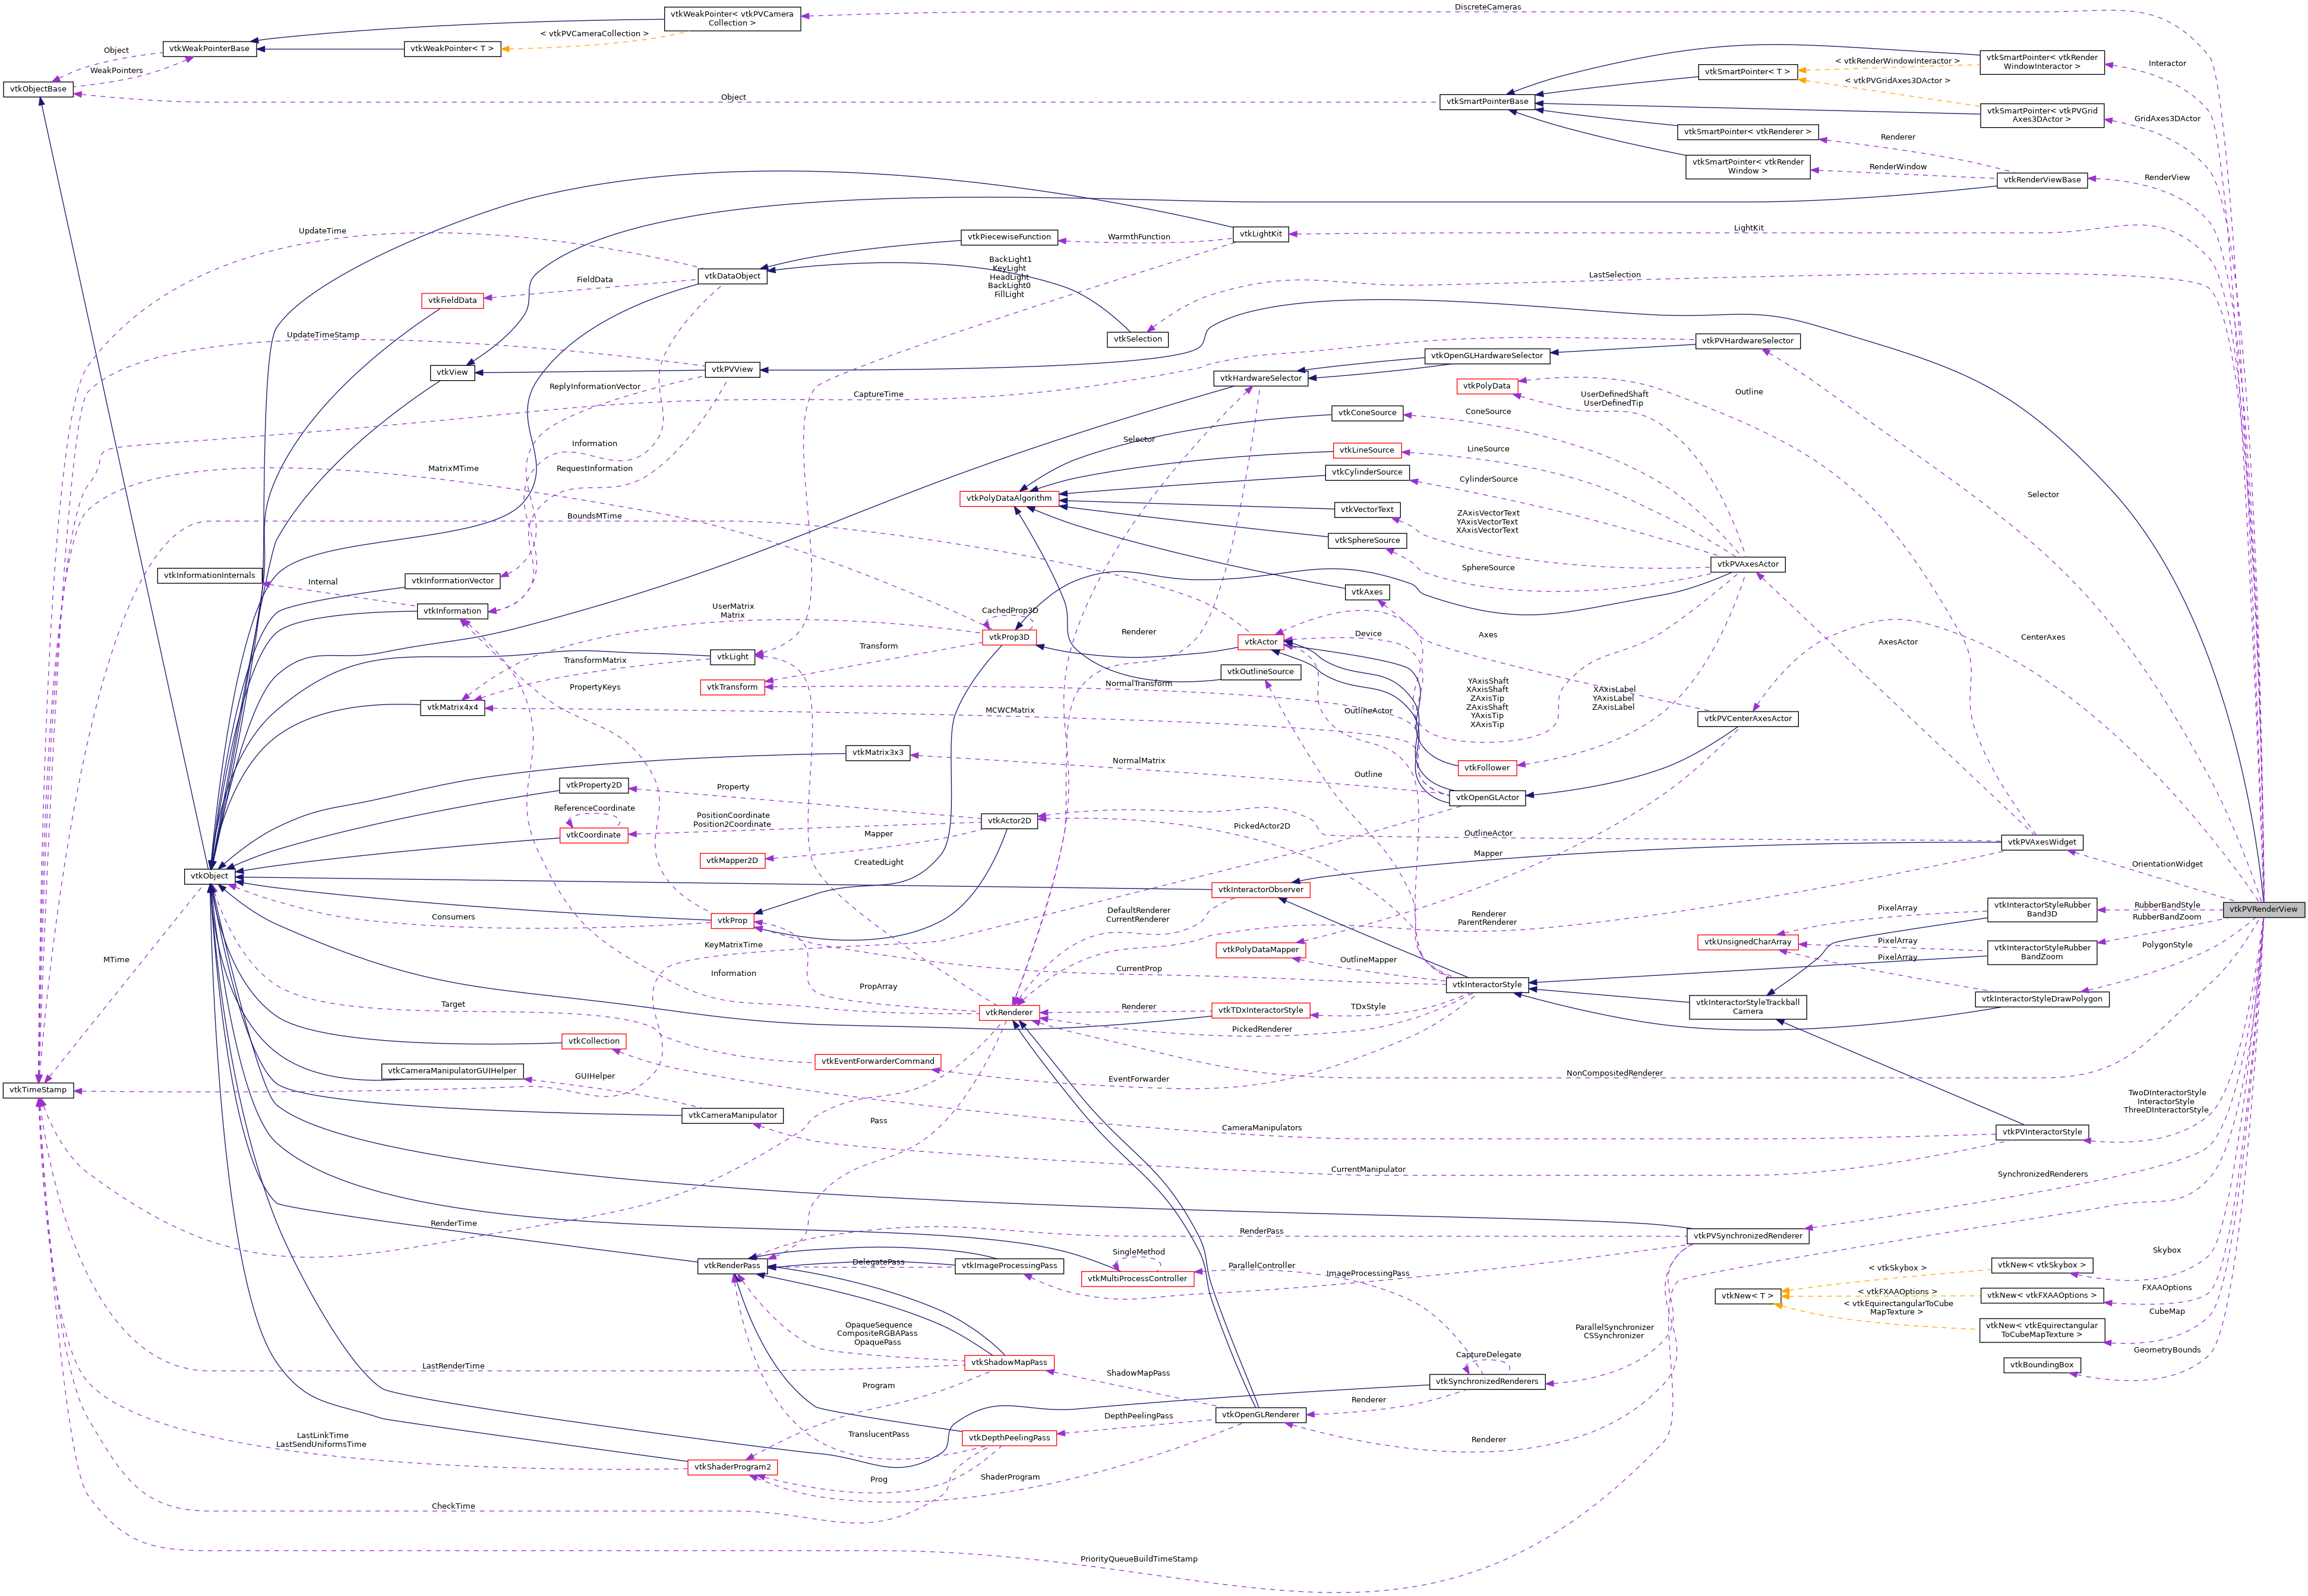 DiscreteCameras
vtkWeakPointer< vtkPVCamera
Collection >
< vtkPVCameraCollection >
vtkWeakPointerBase
vtkWeakPointer< T >
Object
WeakPointers
vtkObjectBase
Object
vtkSmartPointerBase
vtkSmartPointer< T >
< vtkRenderWindowInteractor >
< vtkPVGridAxes3DActor >
vtkSmartPointer< vtkRender
WindowInteractor >
Interactor
vtkSmartPointer< vtkPVGrid
Axes3DActor >
GridAxes3DActor
vtkSmartPointer< vtkRenderer >
Renderer
vtkSmartPointer< vtkRender
Window >
RenderWindow
vtkRenderViewBase
RenderView
UpdateTime
vtkPiecewiseFunction
WarmthFunction
vtkLightKit
LightKit
vtkDataObject
BackLight1
KeyLight
HeadLight
BackLight0
FillLight
LastSelection
FieldData
vtkFieldData
UpdateTimeStamp
vtkSelection
vtkPVHardwareSelector
vtkOpenGLHardwareSelector
vtkView
vtkPVView
vtkHardwareSelector
vtkPolyData
Outline
ReplyInformationVector
CaptureTime
UserDefinedShaft
UserDefinedTip
vtkConeSource
ConeSource
Information
Selector
vtkLineSource
LineSource
MatrixMTime
RequestInformation
vtkCylinderSource
CylinderSource
vtkPolyDataAlgorithm
Selector
vtkVectorText
ZAxisVectorText
YAxisVectorText
XAxisVectorText
BoundsMTime
vtkSphereSource
SphereSource
vtkPVAxesActor
vtkInformationInternals
Internal
vtkInformationVector
vtkInformation
vtkAxes
UserMatrix
Matrix
CachedProp3D
vtkProp3D
Renderer
vtkActor
Device
Axes
AxesActor
CenterAxes
TransformMatrix
vtkLight
Transform
vtkOutlineSource
PropertyKeys
vtkTransform
NormalTransform
YAxisShaft
XAxisShaft
ZAxisTip
ZAxisShaft
YAxisTip
XAxisTip
XAxisLabel
YAxisLabel
ZAxisLabel
vtkMatrix4x4
MCWCMatrix
OutlineActor
vtkPVCenterAxesActor
vtkMatrix3x3
NormalMatrix
vtkFollower
Outline
vtkProperty2D
Property
vtkOpenGLActor
ReferenceCoordinate
vtkCoordinate
PositionCoordinate
Position2Coordinate
vtkActor2D
PickedActor2D
OutlineActor
Mapper
vtkMapper2D
CreatedLight
Mapper
vtkPVAxesWidget
OrientationWidget
vtkObject
vtkInteractorObserver
Consumers
vtkProp
DefaultRenderer
CurrentRenderer
Renderer
ParentRenderer
PixelArray
vtkInteractorStyleRubber
Band3D
RubberBandStyle
RubberBandZoom
vtkPVRenderView
KeyMatrixTime
vtkPolyDataMapper
OutlineMapper
vtkUnsignedCharArray
PixelArray
PixelArray
vtkInteractorStyleRubber
BandZoom
PolygonStyle
MTime
Information
PropArray
CurrentProp
vtkInteractorStyle
Target
vtkRenderer
Renderer
vtkTDxInteractorStyle
TDxStyle
vtkInteractorStyleTrackball
Camera
vtkInteractorStyleDrawPolygon
PickedRenderer
vtkCollection
vtkEventForwarderCommand
EventForwarder
NonCompositedRenderer
vtkCameraManipulatorGUIHelper
GUIHelper
vtkTimeStamp
vtkCameraManipulator
Pass
CameraManipulators
TwoDInteractorStyle
InteractorStyle
ThreeDInteractorStyle
vtkPVInteractorStyle
CurrentManipulator
SynchronizedRenderers
RenderTime
RenderPass
vtkPVSynchronizedRenderer
vtkRenderPass
DelegatePass
vtkImageProcessingPass
SingleMethod
vtkMultiProcessController
ParallelController
ImageProcessingPass
Skybox
vtkNew< vtkSkybox >
< vtkSkybox >
vtkNew< T >
< vtkFXAAOptions >
vtkNew< vtkFXAAOptions >
FXAAOptions
< vtkEquirectangularToCube
MapTexture >
vtkNew< vtkEquirectangular
ToCubeMapTexture >
CubeMap
OpaqueSequence
CompositeRGBAPass
OpaquePass
ParallelSynchronizer
CSSynchronizer
GeometryBounds
vtkBoundingBox
LastRenderTime
vtkShadowMapPass
CaptureDelegate
vtkSynchronizedRenderers
Program
ShadowMapPass
Renderer
DepthPeelingPass
vtkOpenGLRenderer
LastLinkTime
LastSendUniformsTime
TranslucentPass
vtkDepthPeelingPass
Renderer
vtkShaderProgram2
Prog
ShaderProgram
CheckTime
PriorityQueueBuildTimeStamp